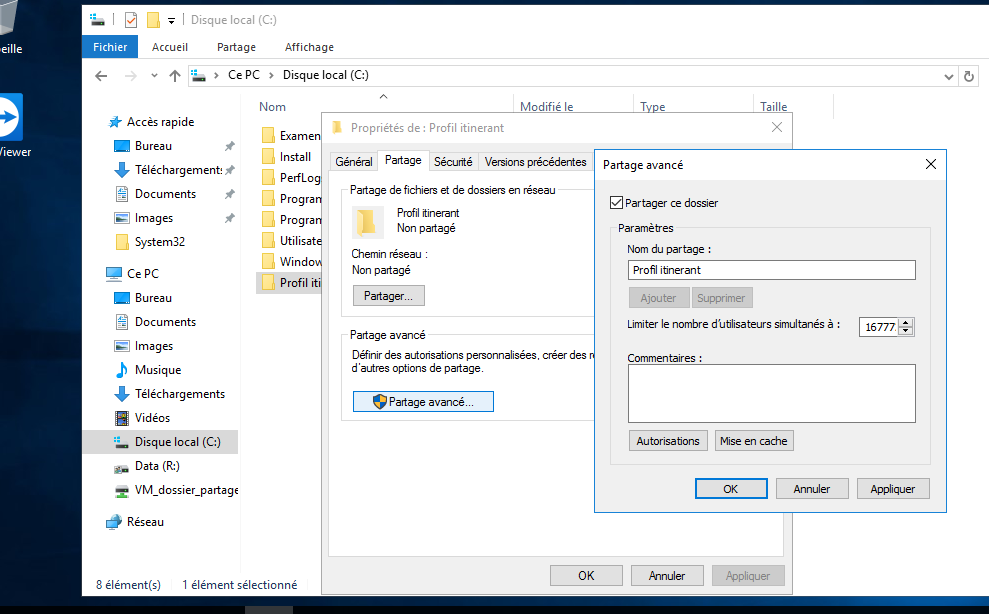 eille
Viewer
Disque local (C:)
Fichier
Accueil
Partage
Affichage
Ce PC
Disque local (C:)
Nom
Modifié le
Type
Taille
Accès rapide
Bureau
Téléchargements
Documents
Images
System32
Ce PC
Bureau
Documents
Images
Musique
Téléchargements
Vidéos
Disque local (C:)
Data (R:)
VM_dossier_partage
Réseau
Examen
Install
PerfLog
Program
Program
Utilisate
Window
Profil iti
8 élément(s)
1 élément sélectionné
Propriétés de : Profil itinerant
Général
Partage
Sécurité
Versions précédentes
Partage de fichiers et de dossiers en réseau
Profil itinerant
Non partagé
Chemin réseau :
Non partagé
Partager...
Partage avancé
Définir des autorisations personnalisées, créer des r
d'autres options de partage.
Partage avancé...
OK
Annuler
Appliquer
Partage avancé
Partager ce dossier
Paramètres
Nom du partage :
Profil itinerant
Ajouter
Supprimer
Limiter le nombre d'utilisateurs simultanés à :
16777
Commentaires :
Autorisations
Mise en cache
OK
Annuler
Appliquer